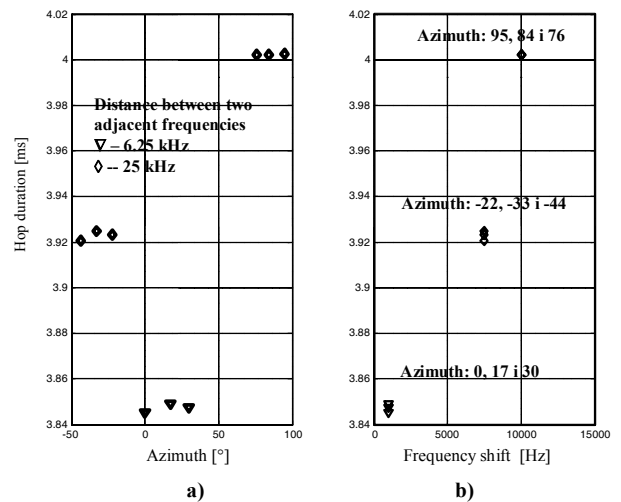 4.02
4
3.98
3.96
3.94
3.92
3.9
3.88
3.86
3.84
-50
0
50
100
Hop duration [ms]
Azimuth [°]
Distance between two
adjacent frequencies
– 6.25 kHz
-- 25 kHz
a)
4.02
4
3.98
3.96
3.94
3.92
3.9
3.88
3.86
3.84
0
5000
10000
15000
Frequency shift [Hz]
Azimuth: 95, 84 i 76
Azimuth: -22, -33 i -44
Azimuth: 0, 17 i 30
b)